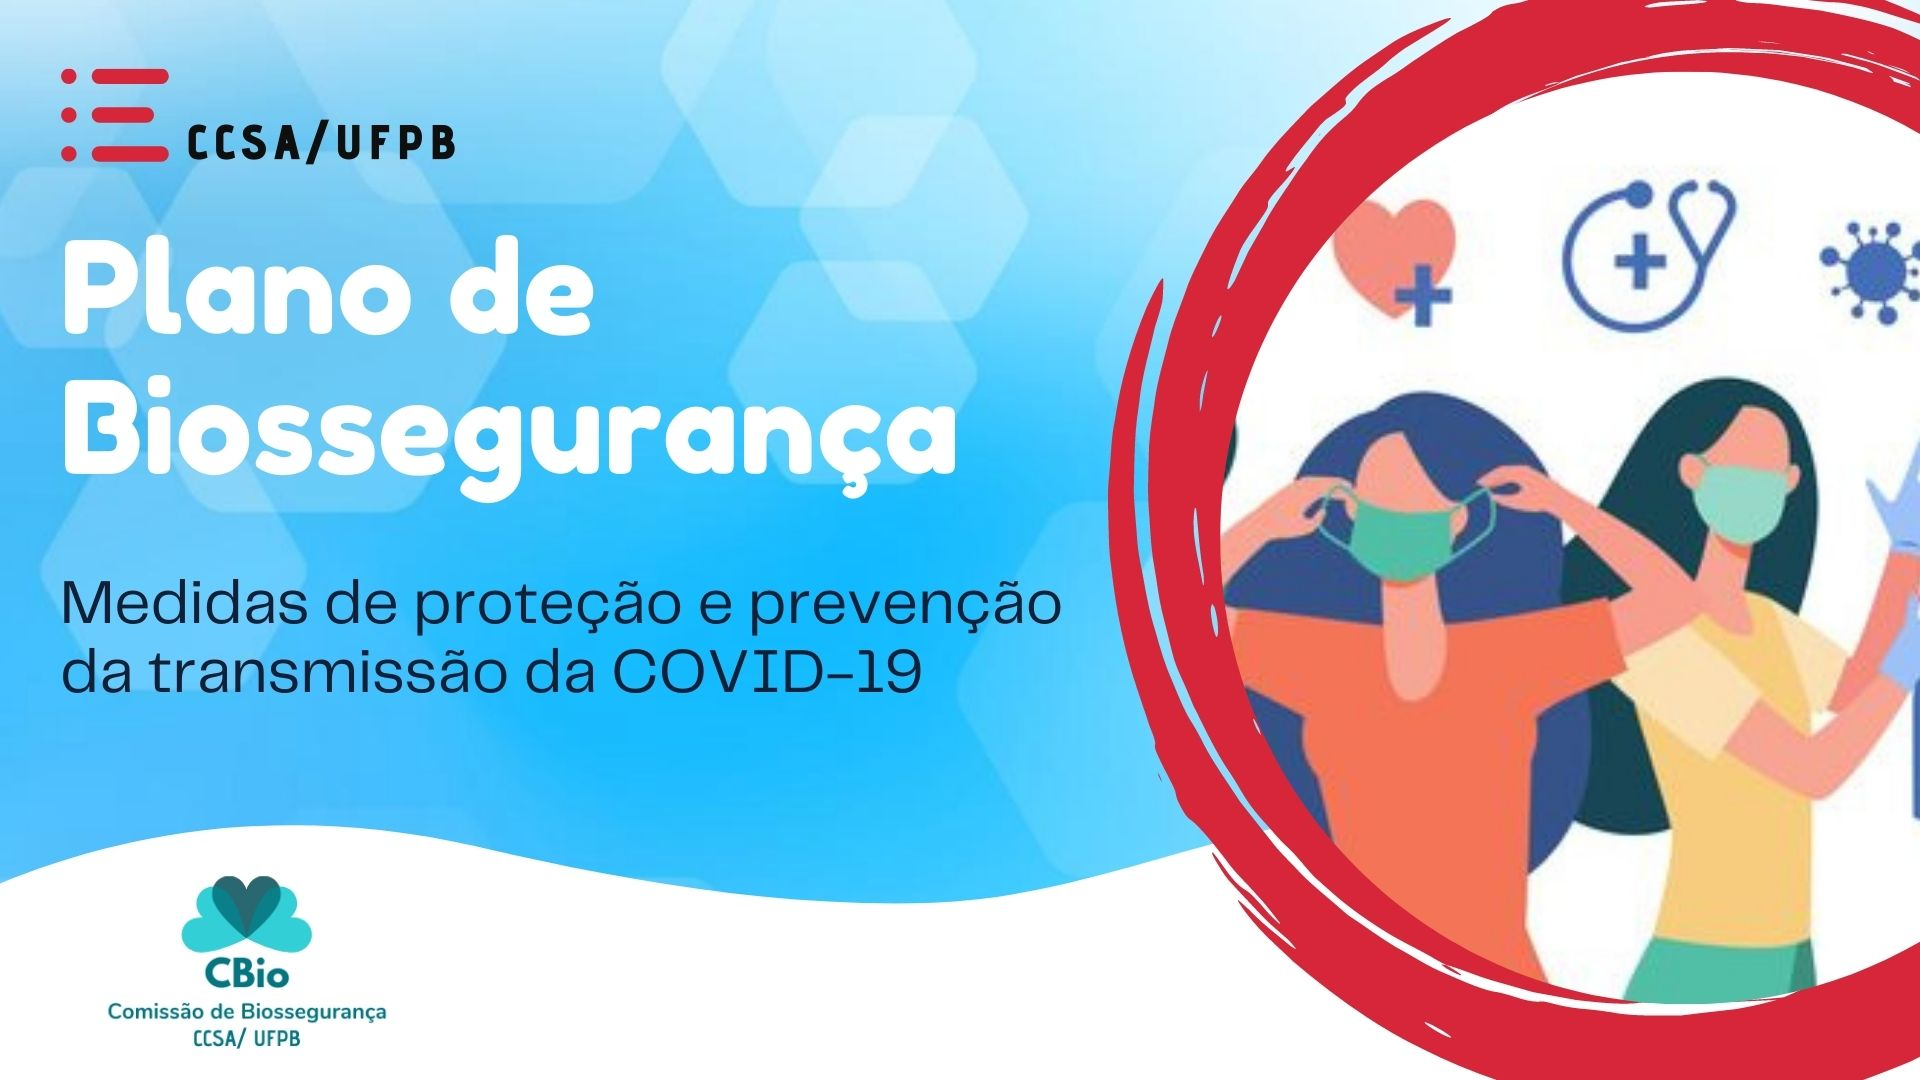 CCSA/UFPB
Plano de
Biossegurança
Medidas de proteção e prevenção
da transmissão da COVID-19
CBio
Comissão de Biossegurança
CCSA/ UFPB